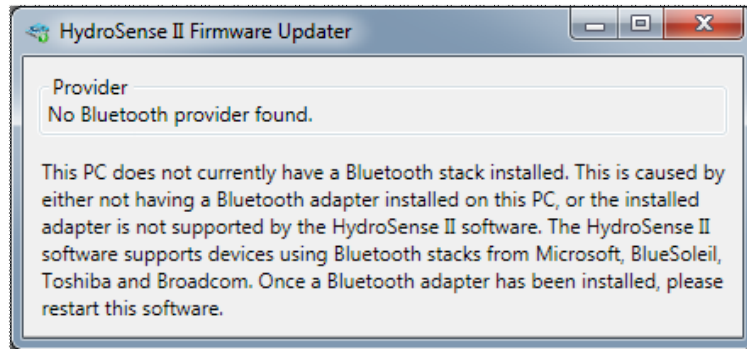 HydroSense II Firmware Updater
Provider
No Bluetooth provider found.
This PC does not currently have a Bluetooth stack installed. This is caused by
either not having a Bluetooth adapter installed on this PC, or the installed
adapter is not supported by the HydroSense II software. The HydroSense II
software supports devices using Bluetooth stacks from Microsoft, BlueSoleil,
Toshiba and Broadcom. Once a Bluetooth adapter has been installed, please
restart this software.